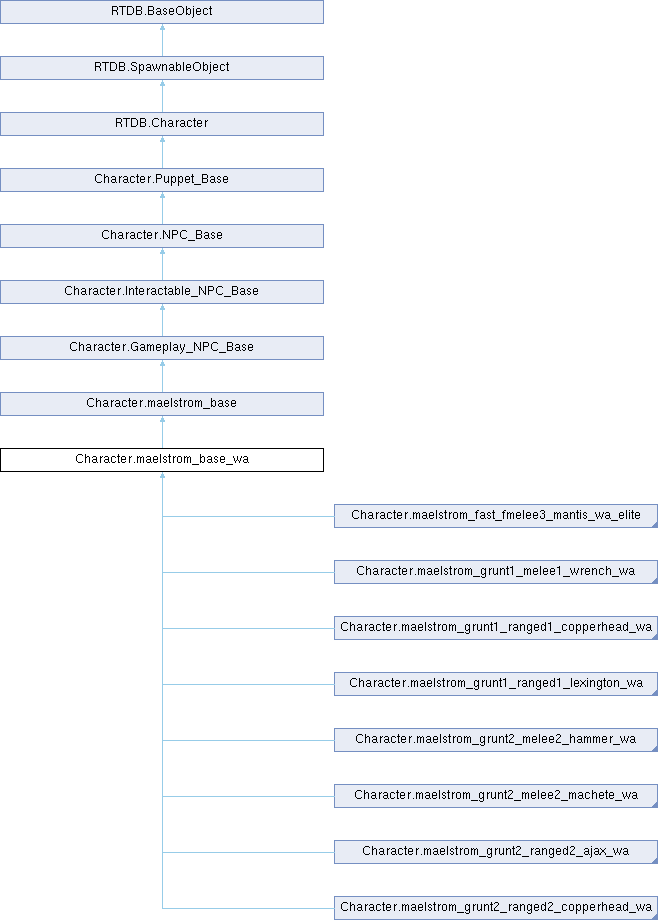 RTDB.BaseObject
RTDB.SpawnableObject
RTDB.Character
Character.Puppet_Base
Character.NPC_Base
Character.Interactable_NPC_Base
Character.Gameplay_NPC_Base
Character.maelstrom_base
Character.maelstrom_base_wa
Character.maelstrom_fast_fmelee3_mantis_wa_elite
Character.maelstrom_grunt1_melee1_wrench_wa
Character.maelstrom_grunt1_ranged1_copperhead_wa
Character.maelstrom_grunt1_ranged1_lexington_wa
Character.maelstrom_grunt2_melee2_hammer_wa
Character.maelstrom_grunt2_melee2_machete_wa
Character.maelstrom_grunt2_ranged2_ajax_wa
Character.maelstrom_grunt2_ranged2_copperhead_wa